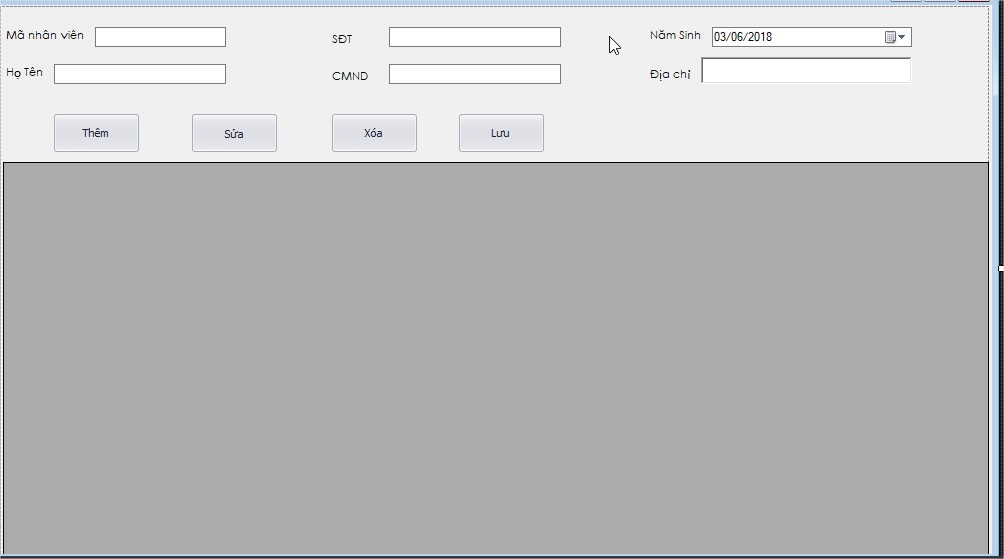 Mã nhân viên
SĐT
Năm Sinh
03/06/2018
Họ Tên
CMND
Địa chỉ
Thêm
Sửa
Xóa
Lưu